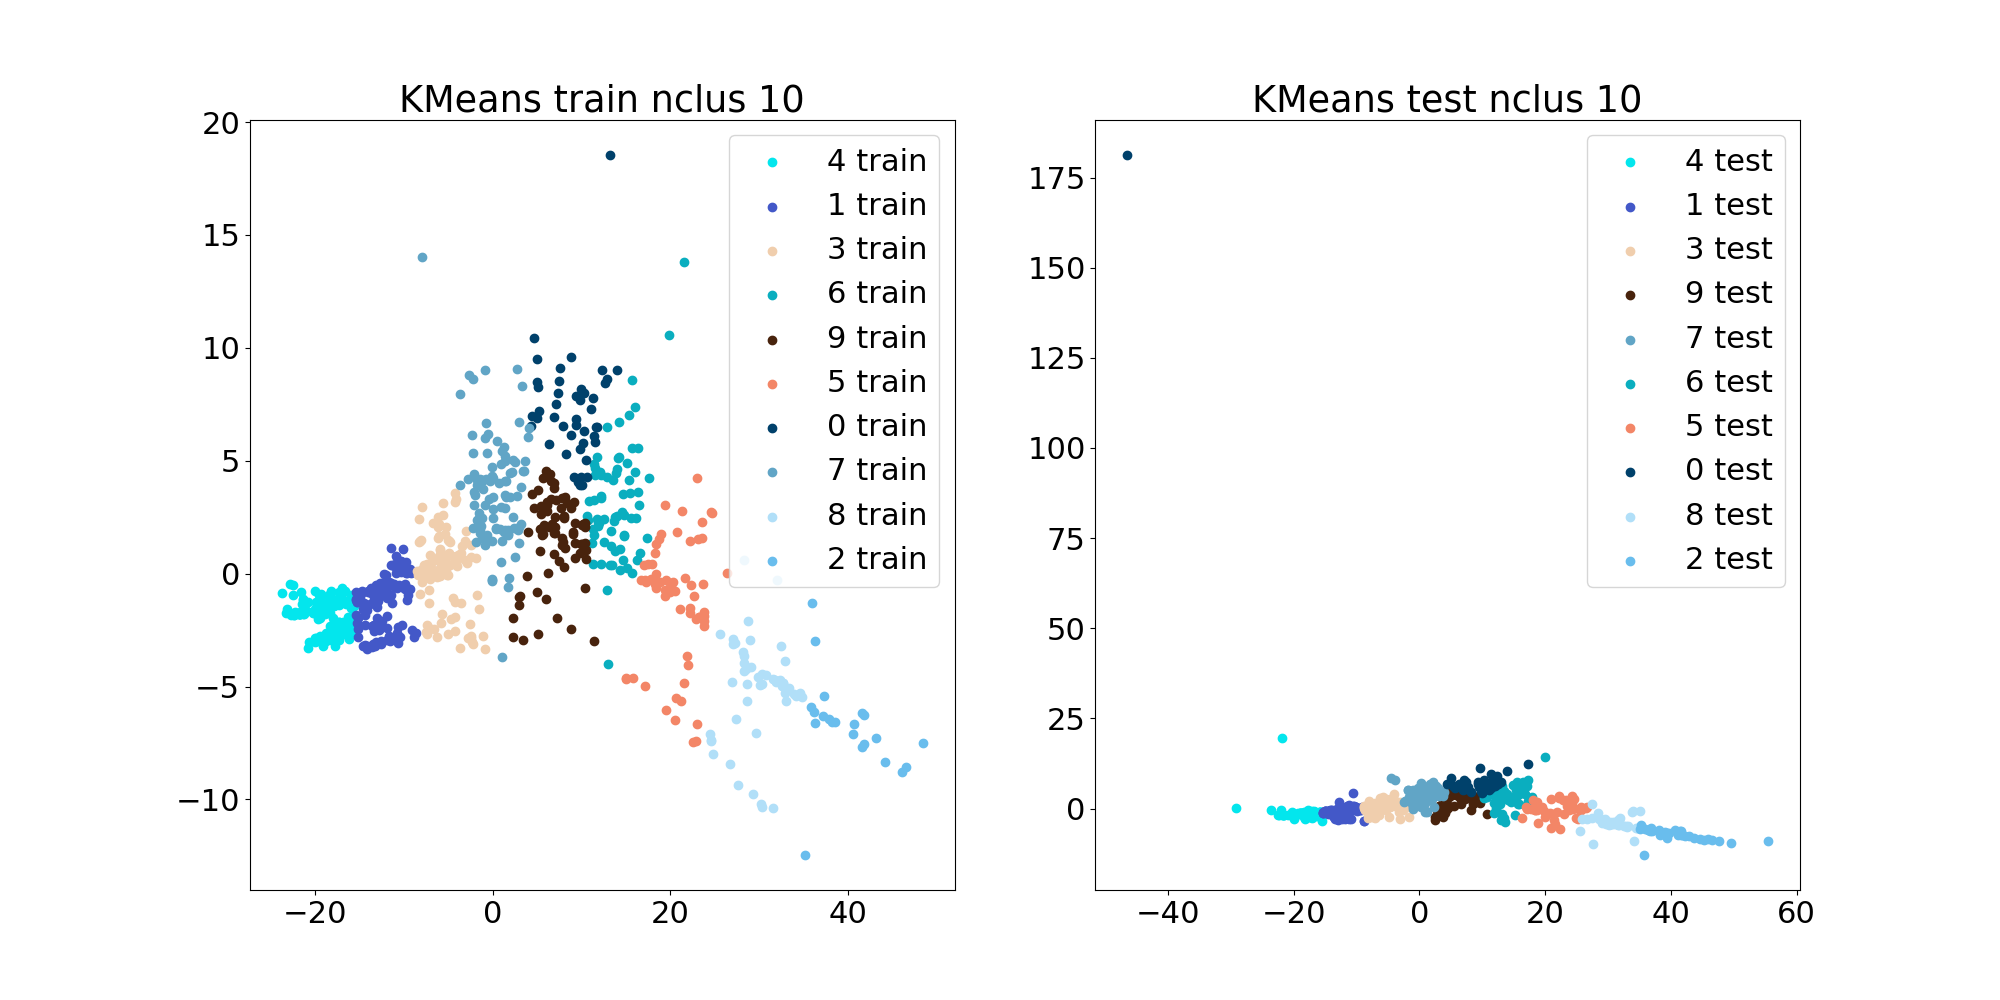 KMeans train nclus 10
20
15
10
5
0
−5
−10
−20
0
20
40
4 train
1 train
3 train
6 train
9 train
5 train
0 train
7 train
8 train
2 train
KMeans test nclus 10
175
150
125
100
75
50
25
0
−40
−20
0
20
40
60
4 test
1 test
3 test
9 test
7 test
6 test
5 test
0 test
8 test
2 test